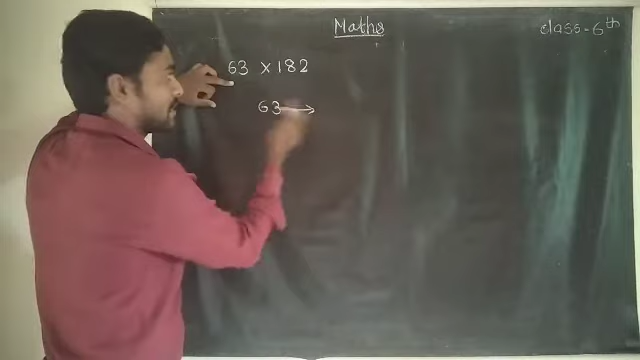 Maths
class-6th
63 × 182
63→